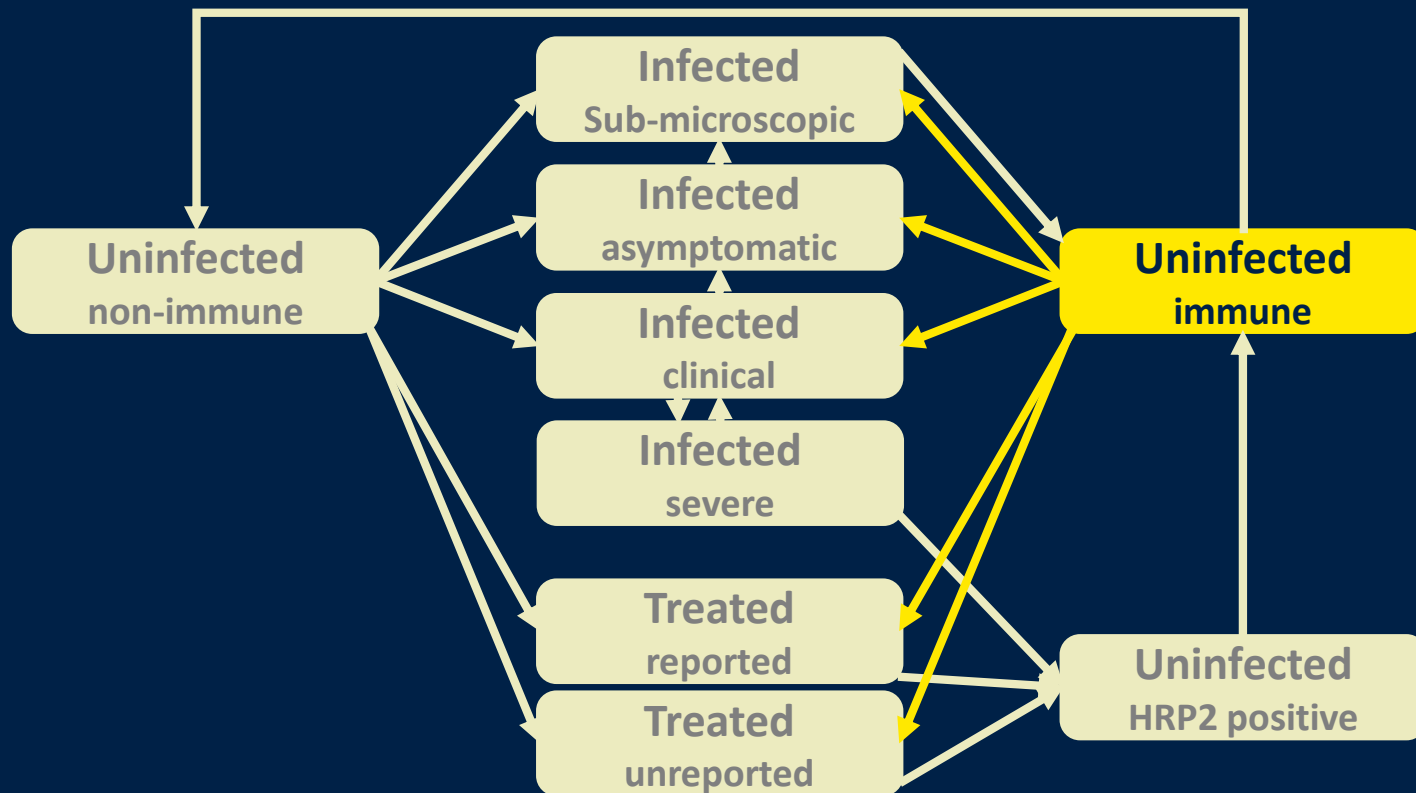 Infected
Sub-microscopic
Infected
asymptomatic
Uninfected
non-immune
Uninfected
immune
Infected
clinical
Infected
severe
Treated
reported
Uninfected
HRP2 positive
Treated
unreported